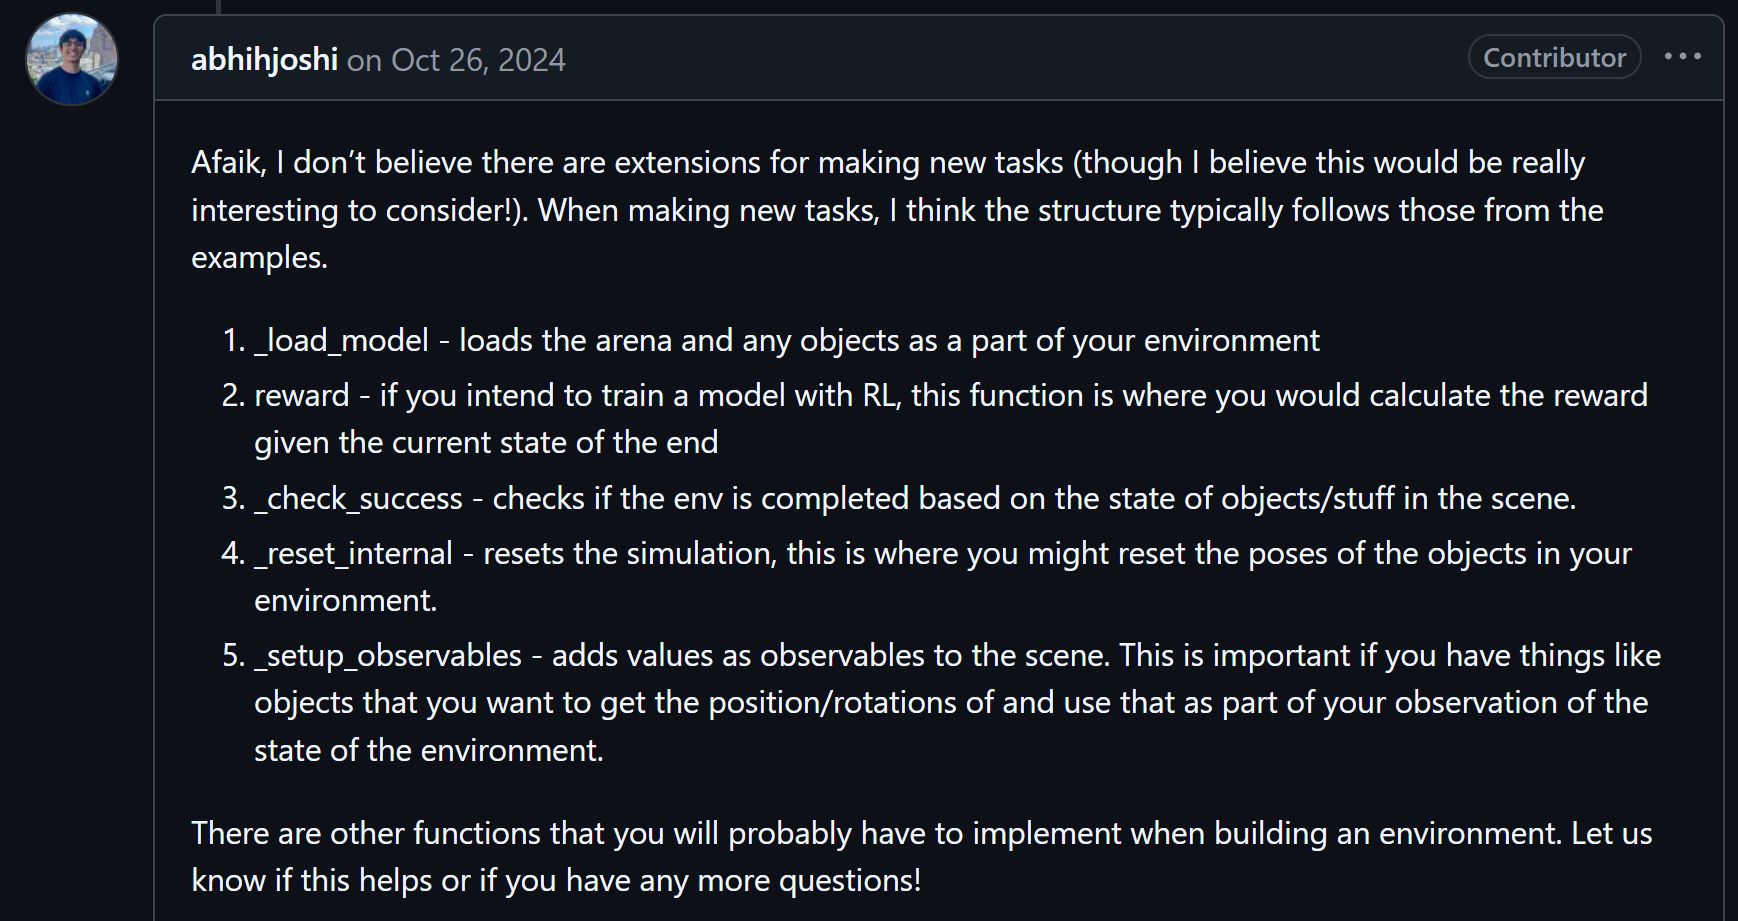 abhihjoshi on Oct 26, 2024
Contributor
Afaik, I don’t believe there are extensions for making new tasks (though I believe this would be really
interesting to consider!). When making new tasks, I think the structure typically follows those from the
examples.
1. _load_model - loads the arena and any objects as a part of your environment
2. reward - if you intend to train a model with RL, this function is where you would calculate the reward
given the current state of the end
3. _check_success - checks if the env is completed based on the state of objects/stuff in the scene.
4. _reset_internal - resets the simulation, this is where you might reset the poses of the objects in your
environment.
5. _setup_observables - adds values as observables to the scene. This is important if you have things like
objects that you want to get the position/rotations of and use that as part of your observation of the
state of the environment.
There are other functions that you will probably have to implement when building an environment. Let us
know if this helps or if you have any more questions!